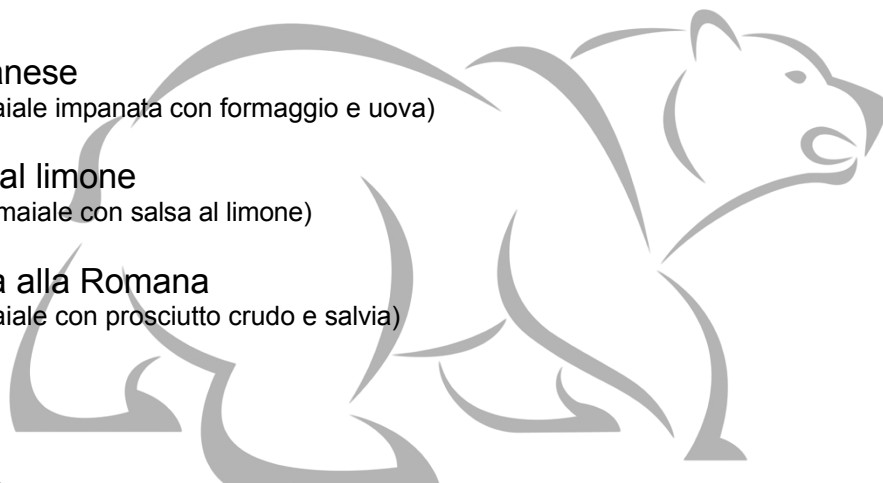 anese
aiale impanata con formaggio e uova)
al limone
maiale con salsa al limone)
a alla Romana
aiale con prosciutto crudo e salvia)